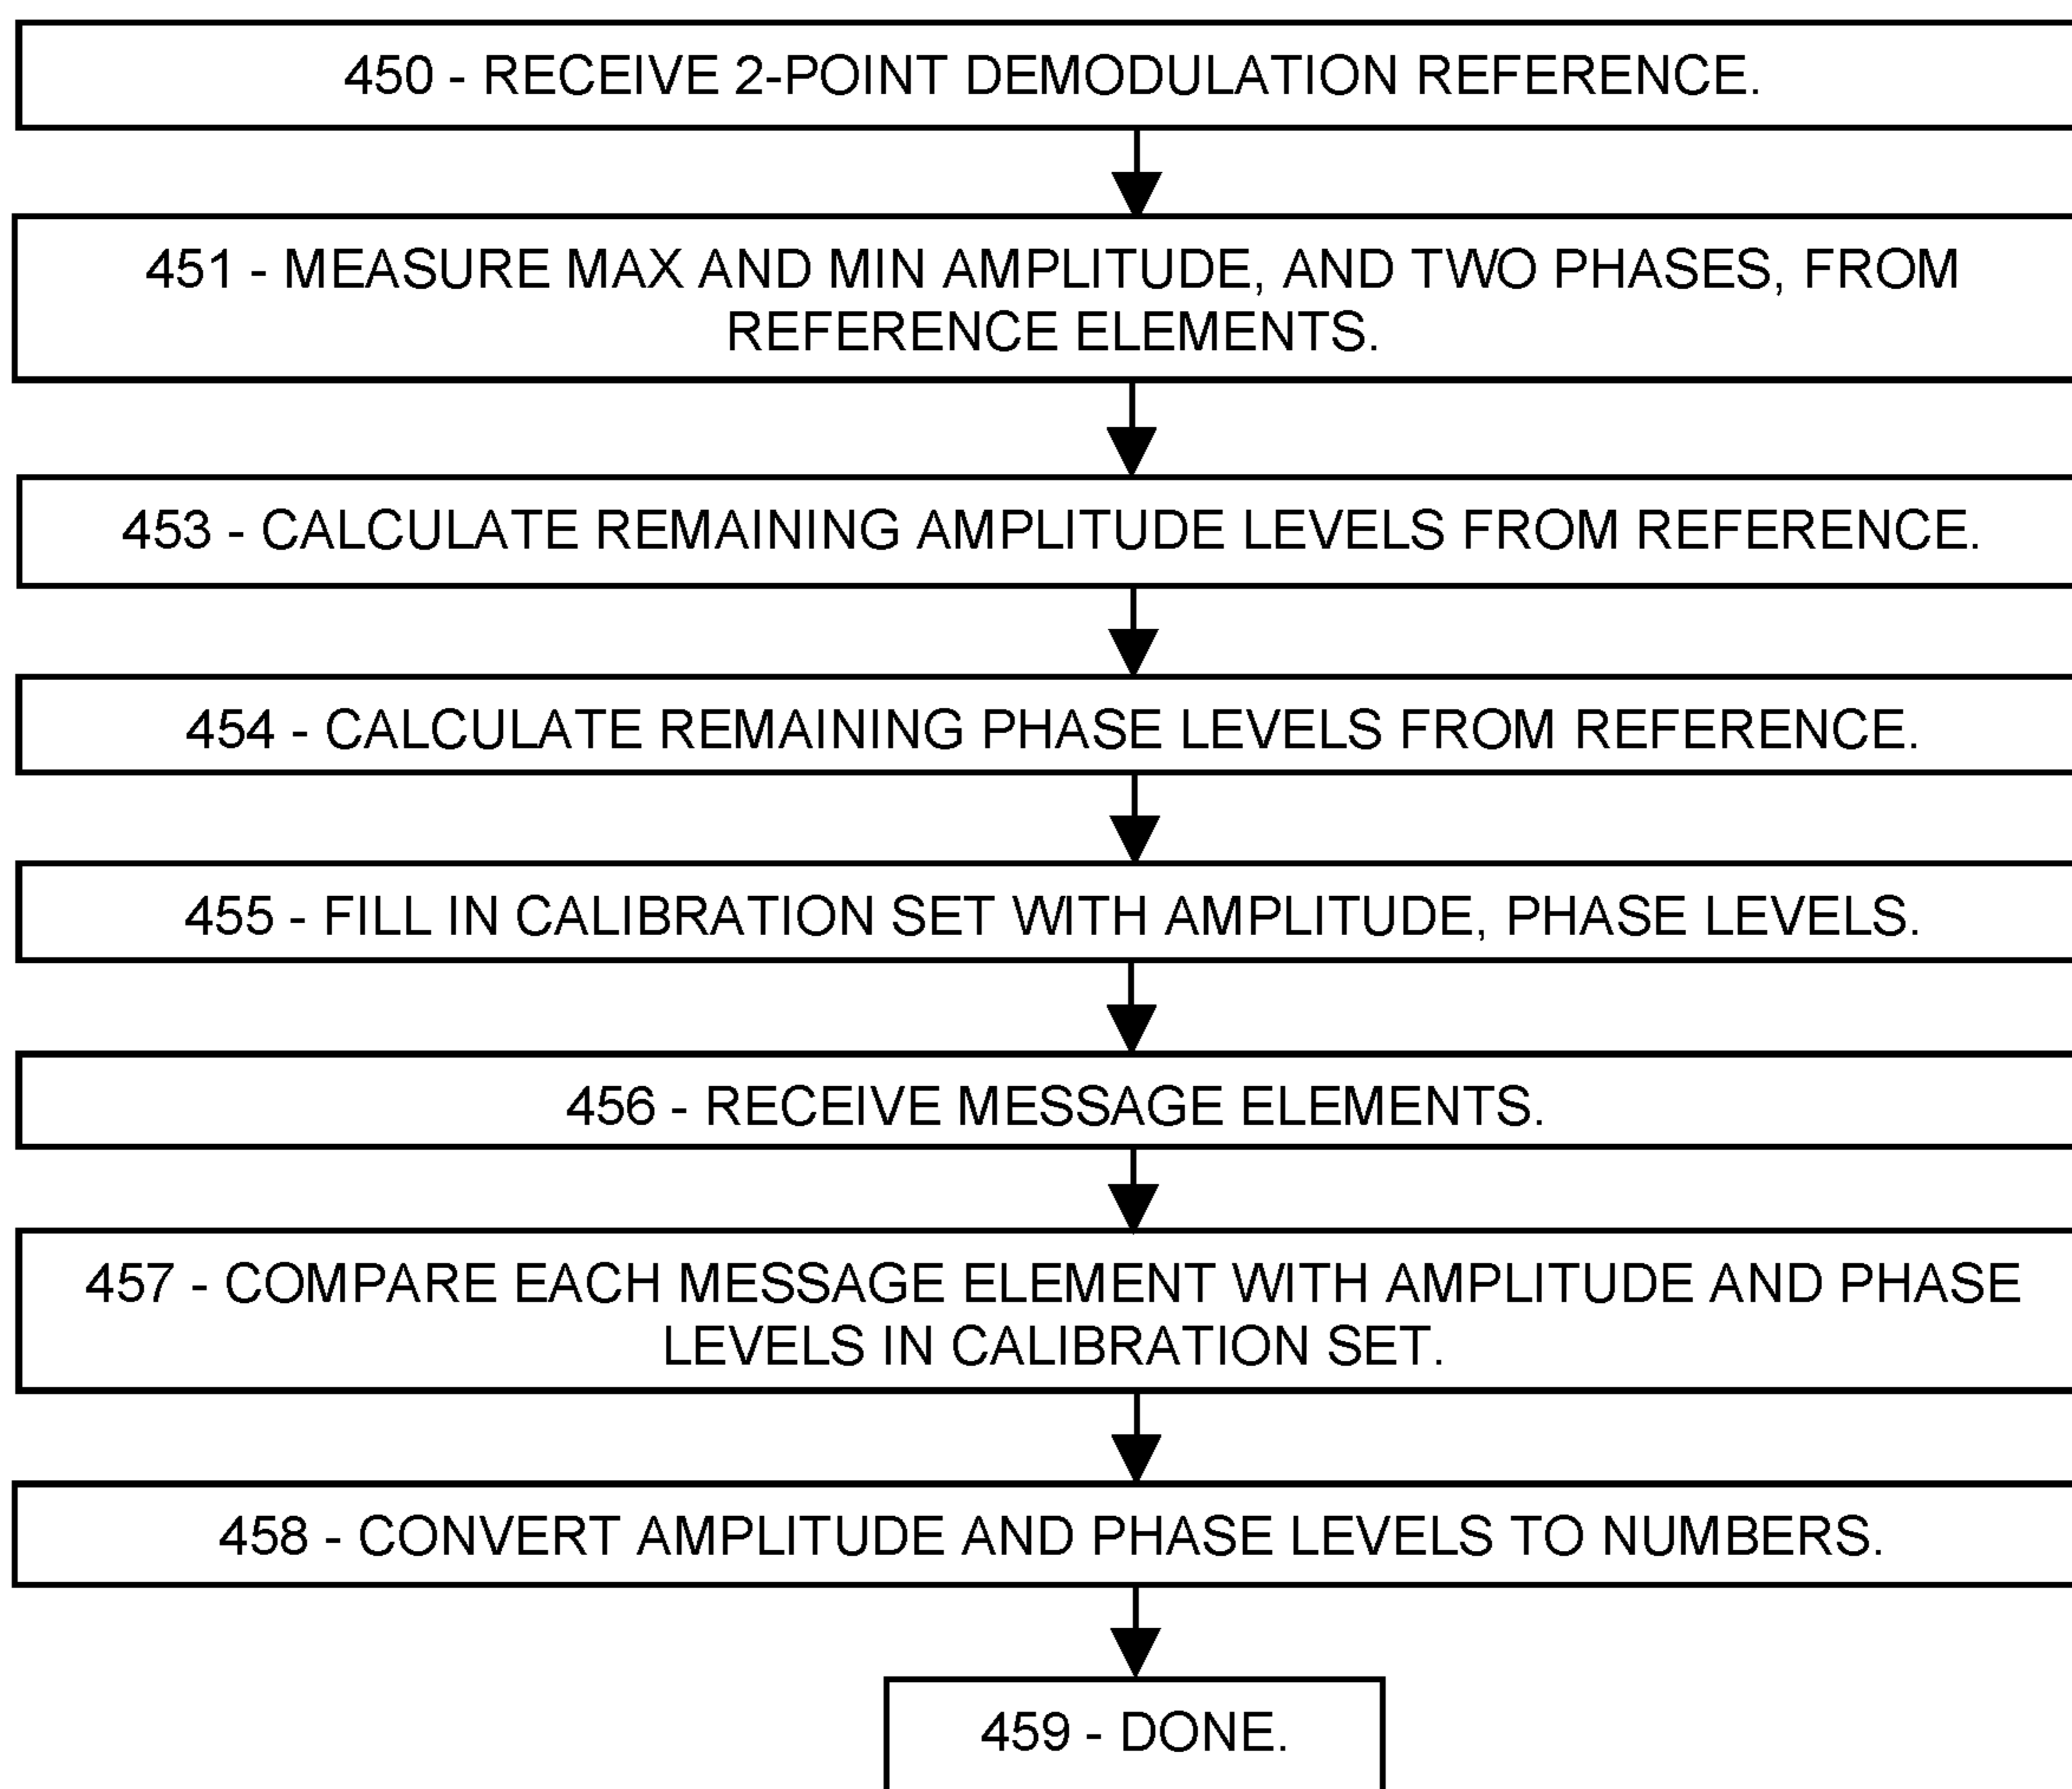 450 - RECEIVE 2-POINT DEMODULATION REFERENCE.
451 - MEASURE MAX AND MIN AMPLITUDE, AND TWO PHASES, FROM
REFERENCE ELEMENTS.
453 - CALCULATE REMAINING AMPLITUDE LEVELS FROM REFERENCE.
454 - CALCULATE REMAINING PHASE LEVELS FROM REFERENCE.
455 - FILL IN CALIBRATION SET WITH AMPLITUDE, PHASE LEVELS.
456 - RECEIVE MESSAGE ELEMENTS.
457 - COMPARE EACH MESSAGE ELEMENT WITH AMPLITUDE AND PHASE
LEVELS IN CALIBRATION SET.
458 - CONVERT AMPLITUDE AND PHASE LEVELS TO NUMBERS.
459 - DONE.